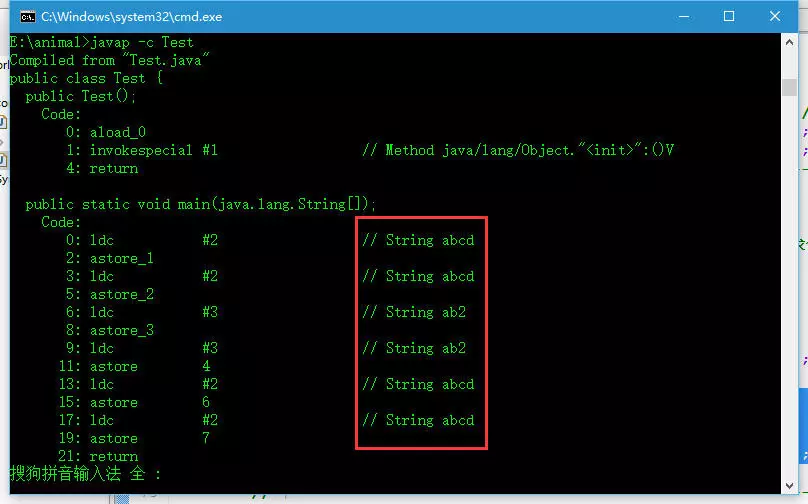 C:\Windows\system32\cmd.exe
E:\animal>javap -c Test
Compiled from "Test.java"
public class Test {
  public Test();
    Code:
       0: aload_0
       1: invokespecial #1                  // Method java/lang/Object."<init>":()V
       4: return

  public static void main(java.lang.String[]);
    Code:
       0: ldc           #2                  // String abcd
       2: astore_1
       3: ldc           #2                  // String abcd
       5: astore_2
       6: ldc           #3                  // String ab2
       8: astore_3
       9: ldc           #3                  // String ab2
      11: astore        4
      13: ldc           #2                  // String abcd
      15: astore        6
      17: ldc           #2                  // String abcd
      19: astore        7
      21: return
搜狗拼音输入法 全 :